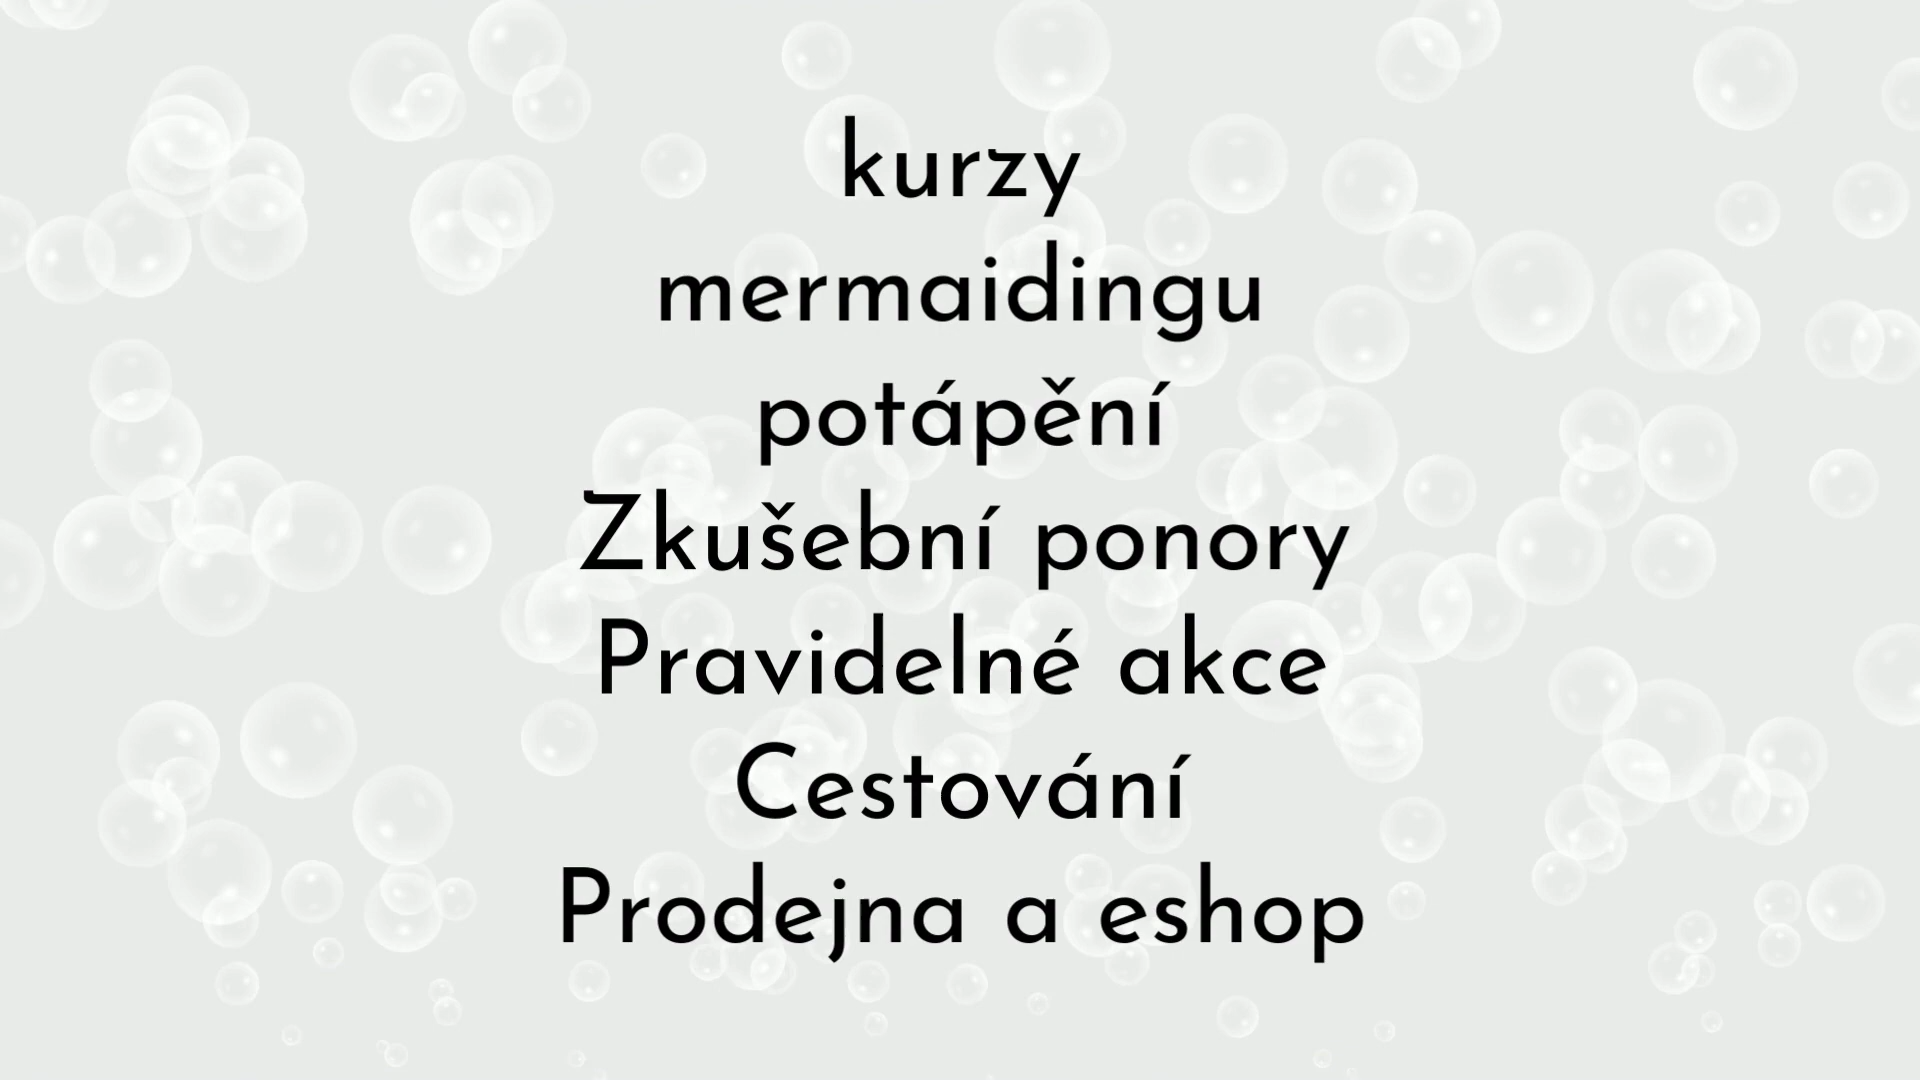 kurzy
mermaidingu
potápění
Zkušební ponory
Pravidelné akce
Cestování
Prodejna a eshop